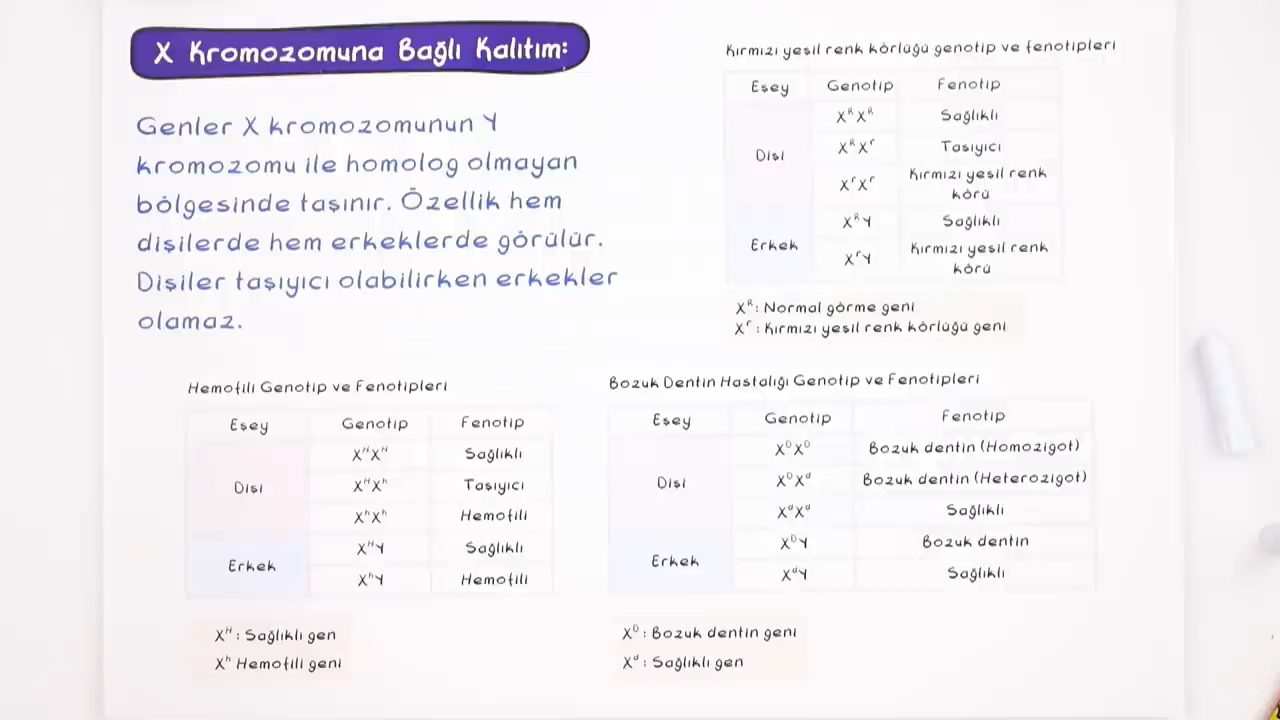 X Kromozomuna Bağlı Kalıtım:
Genler X kromozomunun Y
kromozomu ile homolog olmayan
bölgesinde taşınır. Özellik hem
dişilerde hem erkeklerde görülür.
Dişiler taşıyıcı olabilirken erkekler
olamaz.
Kırmızı yeşil renk körlüğü genotip ve fenotipleri
Eşey Genotip Fenotip
Dişi
XᴿXᴿ Sağlıklı
XᴿXʳ Taşıyıcı
XʳXʳ Kırmızı yeşil renk
körü
Erkek
XᴿY Sağlıklı
XʳY Kırmızı yeşil renk
körü
Xᴿ: Normal görme geni
Xʳ : Kırmızı yeşil renk körlüğü geni
Hemofili Genotip ve Fenotipleri
Eşey Genotip Fenotip
Dişi
XᴴXᴴ Sağlıklı
XᴴXʰ Taşıyıcı
XʰXʰ Hemofili
Erkek
XᴴY Sağlıklı
XʰY Hemofili
Xᴴ : Sağlıklı gen
Xʰ Hemofili geni
Bozuk Dentin Hastalığı Genotip ve Fenotipleri
Eşey Genotip Fenotip
Dişi
XᴰXᴰ Bozuk dentin (Homozigot)
XᴰXᵈ Bozuk dentin (Heterozigot)
XᵈXᵈ Sağlıklı
Erkek
XᴰY Bozuk dentin
XᵈY Sağlıklı
Xᴰ : Bozuk dentin geni
Xᵈ : Sağlıklı gen